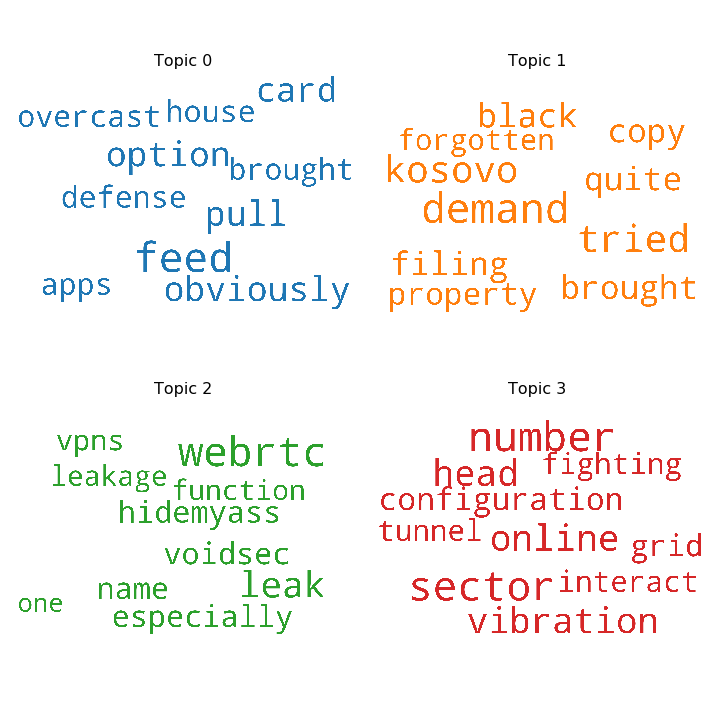 Topic 0
card
house
overcast
option
brought
defense
pull
feed
apps
obviously
Topic 1
black
copy
forgotten
kosovo
quite
demand
tried
filing
property
brought
Topic 2
vpns
webrtc
leakage
function
hidemyass
voidsec
name
leak
one
especially
Topic 3
number
head
fighting
configuration
tunnel
online
grid
sector
interact
vibration